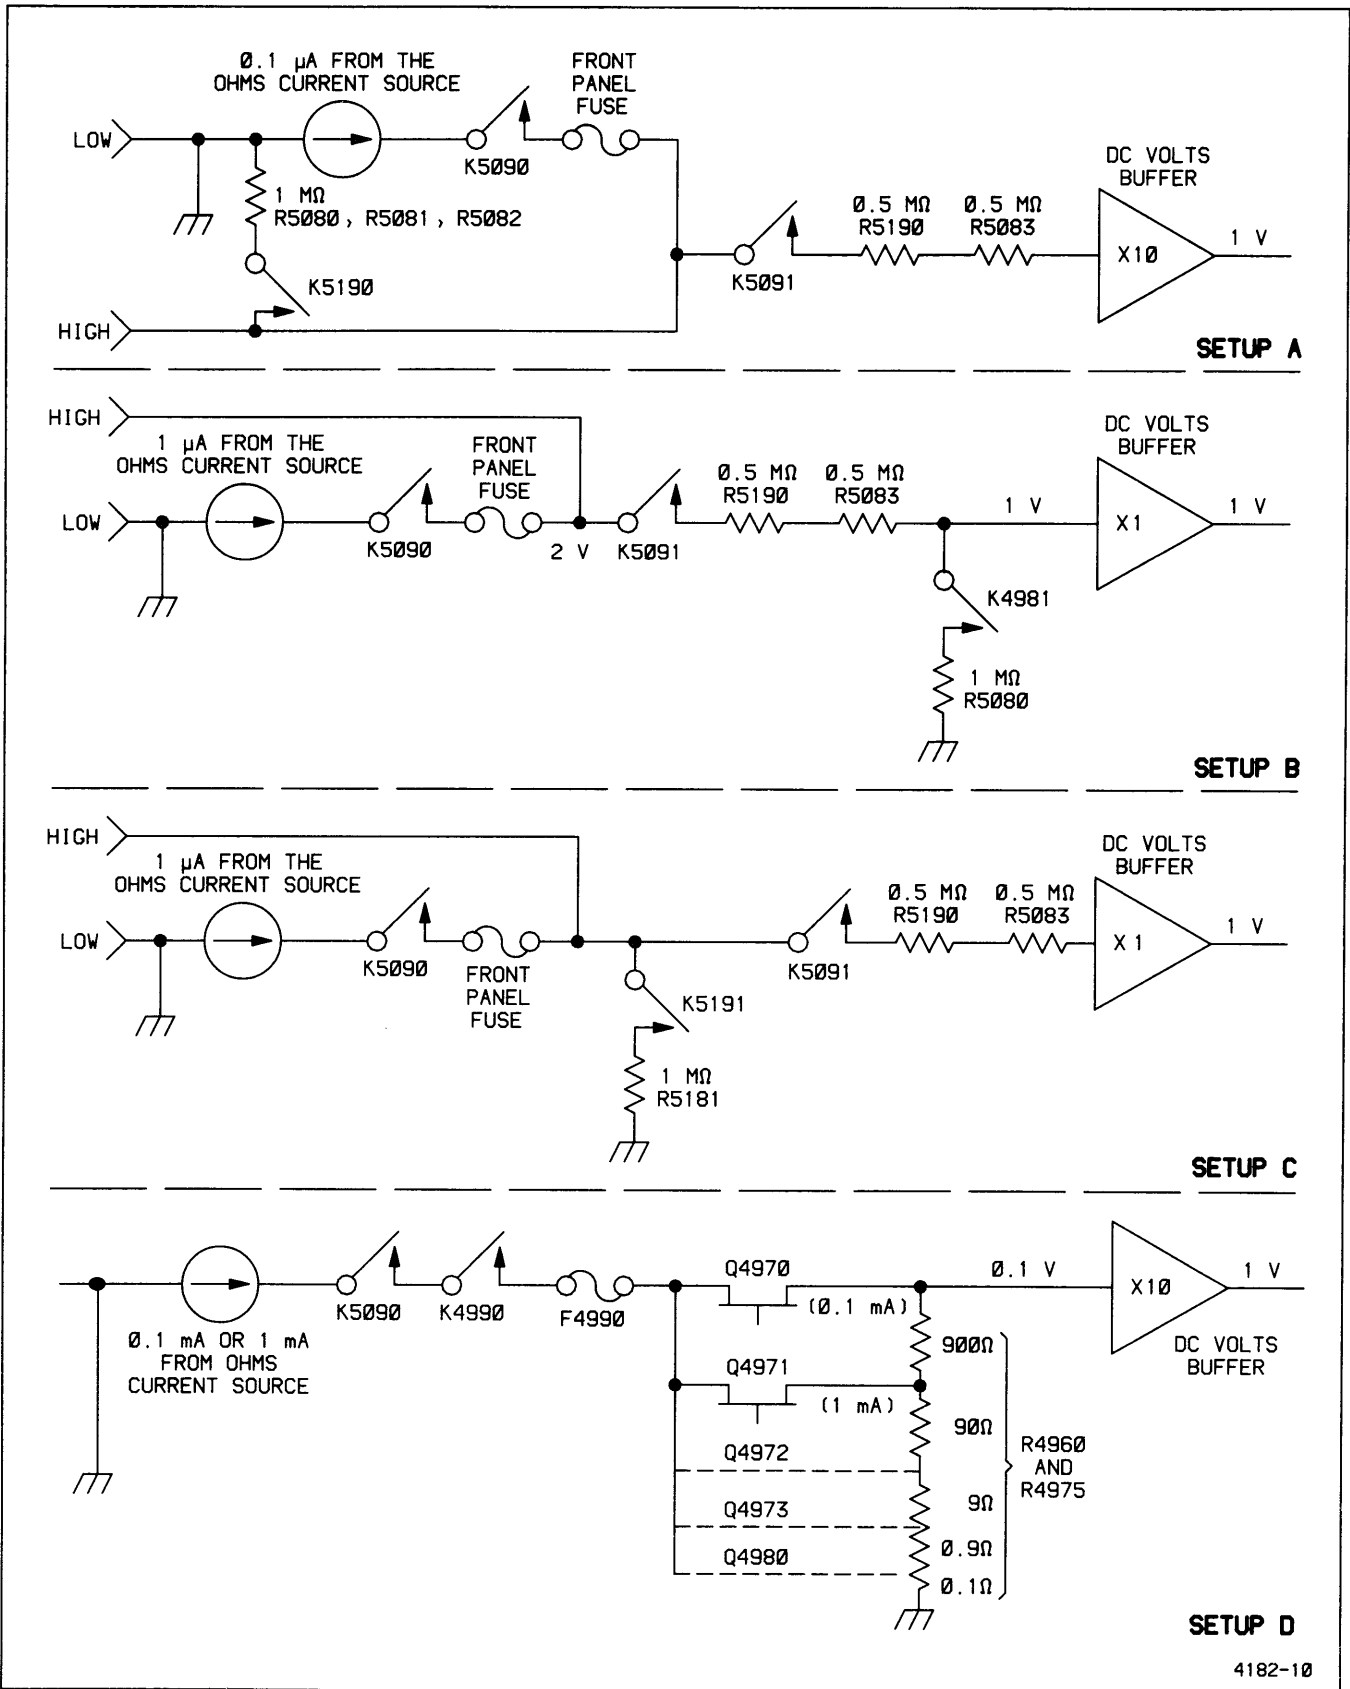 0.1 µA FROM THE
OHMS CURRENT SOURCE
FRONT
PANEL
FUSE
LOW
K5090
DC VOLTS
BUFFER
1 MΩ
R5080, R5081, R5082
0.5 MΩ
R5190
0.5 MΩ
R5083
1 V
X10
K5190
K5091
HIGH
SETUP A
HIGH
1 µA FROM THE
OHMS CURRENT SOURCE
FRONT
PANEL
FUSE
DC VOLTS
BUFFER
0.5 MΩ
R5190
0.5 MΩ
R5083
1 V
1 V
LOW
X1
K5090
2 V
K5091
K4981
1 MΩ
R5080
SETUP B
HIGH
1 µA FROM THE
OHMS CURRENT SOURCE
DC VOLTS
BUFFER
0.5 MΩ
R5190
0.5 MΩ
R5083
1 V
LOW
X1
K5090
FRONT
PANEL
FUSE
K5091
K5191
1 MΩ
R5181
SETUP C
Q4970
0.1 V
1 V
X10
K5090
K4990
F4990
(0.1 mA)
0.1 mA OR 1 mA
FROM OHMS
CURRENT SOURCE
900Ω
DC VOLTS
BUFFER
Q4971
(1 mA)
90Ω
R4960
AND
R4975
Q4972
9Ω
Q4973
0.9Ω
Q4980
0.1Ω
SETUP D
4182-10